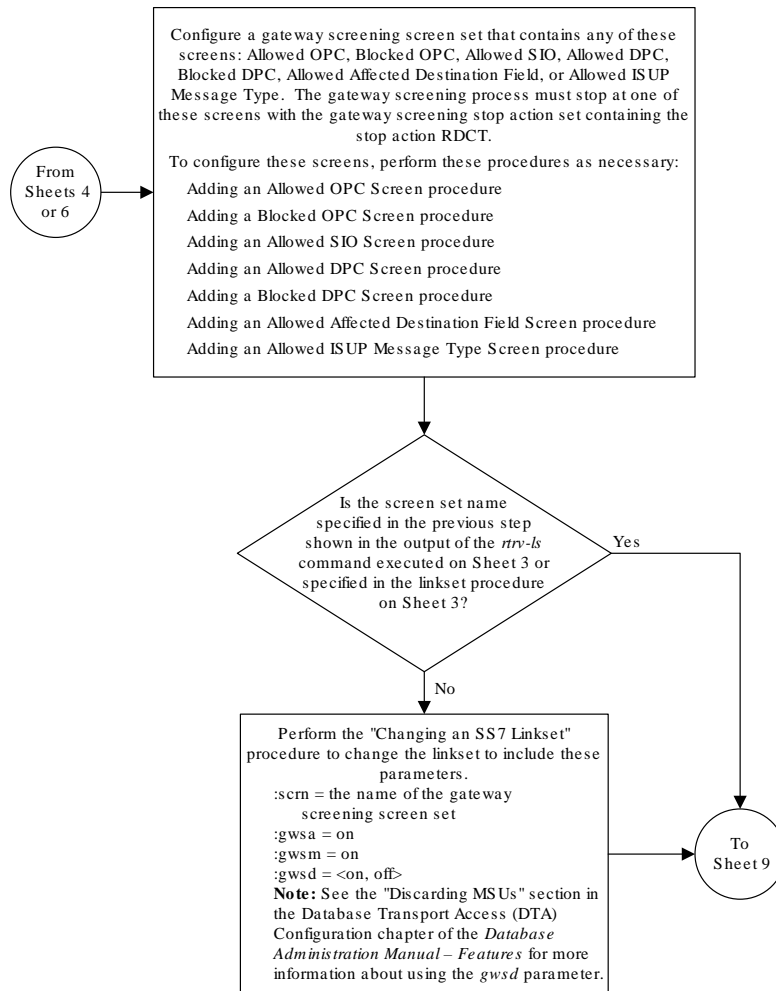 Configure a gateway screening screen set that contains any of these
screens: Allowed OPC, Blocked OPC, Allowed SIO, Allowed DPC,
Blocked DPC, Allowed Affected Destination Field, or Allowed ISUP
Message Type. The gateway screening process must stop at one of
these screens with the gateway screening stop action set containing the
stop action RDCT.
To configure these screens, perform these procedures as necessary:
Adding an Allowed OPC Screen procedure
Adding a Blocked OPC Screen procedure
Adding an Allowed SIO Screen procedure
Adding an Allowed DPC Screen procedure
Adding a Blocked DPC Screen procedure
Adding an Allowed Affected Destination Field Screen procedure
Adding an Allowed ISUP Message Type Screen procedure
From
Sheets 4
or 6
Is the screen set name
specified in the previous step
shown in the output of the rtrv-ls
command executed on Sheet 3 or
specified in the linkset procedure
on Sheet 3?
Yes
No
Perform the "Changing an SS7 Linkset"
procedure to change the linkset to include these
parameters.
:scrn = the name of the gateway
screening screen set
:gwsa = on
:gwsm = on
:gwsd = <on, off>
Note: See the "Discarding MSUs" section in
the Database Transport Access (DTA)
Configuration chapter of the Database
Administration Manual – Features for more
information about using the gwsd parameter.
To
Sheet 9